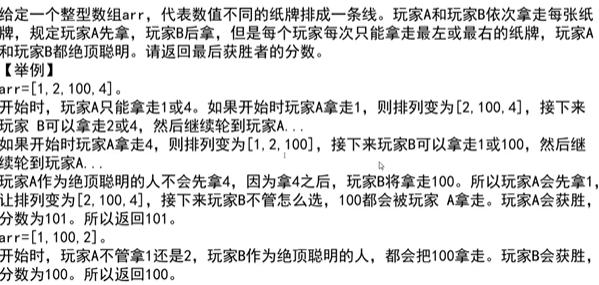 给定一个整型数组arr，代表数值不同的纸牌排成一条线。玩家A和玩家B依次拿走每张纸
牌，规定玩家A先拿，玩家B后拿，但是每个玩家每次只能拿走最左或最右的纸牌，玩家A
和玩家B都绝顶聪明。请返回最后获胜者的分数。
【举例】
arr=[1,2,100,4]。
开始时，玩家A只能拿走1或4。如果开始时玩家A拿走1，则排列变为[2,100,4]，接下来
玩家 B可以拿走2或4，然后继续轮到玩家A...
如果开始时玩家A拿走4，则排列变为[1,2,100]，接下来玩家B可以拿走1或100，然后继
续轮到玩家A...
玩家A作为绝顶聪明的人不会先拿4，因为拿4之后，玩家B将拿走100。所以玩家A会先拿1，
让排列变为[2,100,4]，接下来玩家B不管怎么选，100都会被玩家 A拿走。玩家A会获胜，
分数为101。所以返回101。
arr=[1,100,2]。
开始时，玩家A不管拿1还是2，玩家B作为绝顶聪明的人，都会把100拿走。玩家B会获胜，
分数为100。所以返回100。